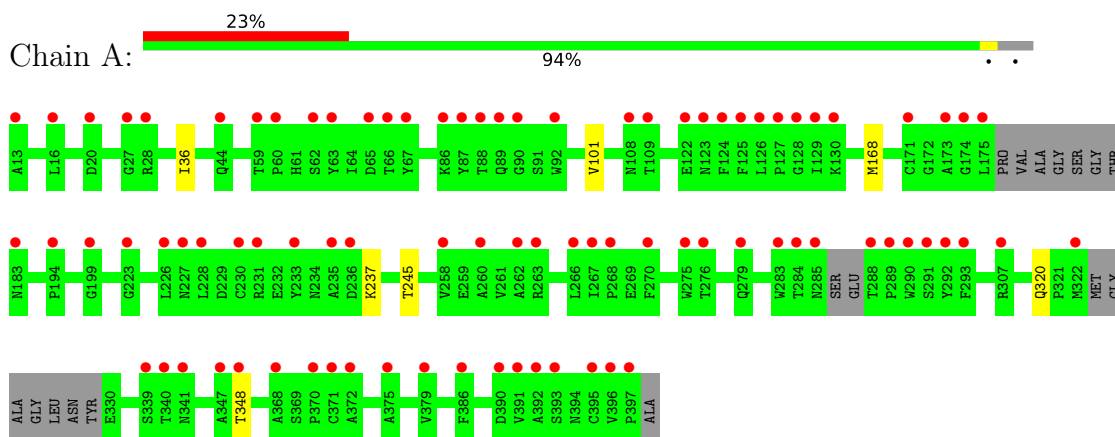 23%
Chain A:
94%
• •
A13 L16 D20 G27 R28 I36 Q44 T59 P60 H61 S62 Y63 I64 D65 T66 Y67 K86 Y87 T88 Q89 G90 S91 W92 V101 N108 T109 E122 N123 F124 F125 L126 P127 G128 I129 K130 M168 C171 G172 A173 G174 L175 PRO VAL ALA GLY SER GLY THR
N183 P194 G199 G223 L226 N227 L228 D229 C230 R231 E232 Y233 N234 A235 D236 K237 T245 V258 E259 A260 V261 A262 R263 L266 I267 P268 E269 F270 W275 T276 Q279 W283 T284 N285 SER GLU T288 P289 W290 S291 Y292 F293 R307 Q320 P321 M322 MET GLY
ALA GLY LEU ASN TYR E330 S339 T340 N341 A347 T348 A368 S369 P370 C371 A372 A375 V379 F386 D390 V391 A392 S393 N394 C395 V396 P397 ALA